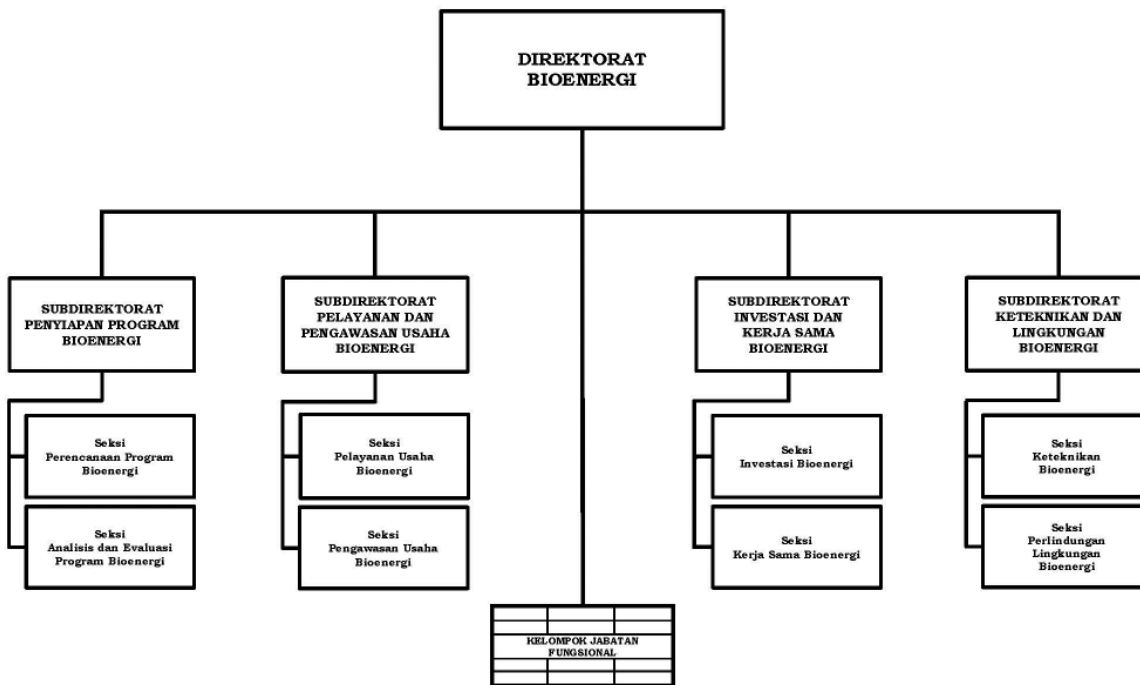 DIREKTORAT
BIOENERGI
SUBDIREKTORAT
PENYIAPAN PROGRAM
BIOENERGI
SUBDIREKTORAT
PELAYANAN DAN
PENGAWASAN USAHA
BIOENERGI
SUBDIREKTORAT
INVESTASI DAN
KERJA SAMA
BIOENERGI
SUBDIREKTORAT
KETEKNIKAN DAN
LINGKUNGAN
BIOENERGI
Seksi
Perencanaan Program
Bioenergi
Seksi
Pelayanan Usaha
Bioenergi
Seksi
Investasi Bioenergi
Seksi
Keteknikan
Bioenergi
Seksi
Analisis dan Evaluasi
Program Bioenergi
Seksi
Pengawasan Usaha
Bioenergi
Seksi
Kerja Sama Bioenergi
Seksi
Perlindungan
Lingkungan
Bioenergi
KELOMPOK JABATAN
FUNGSIONAL